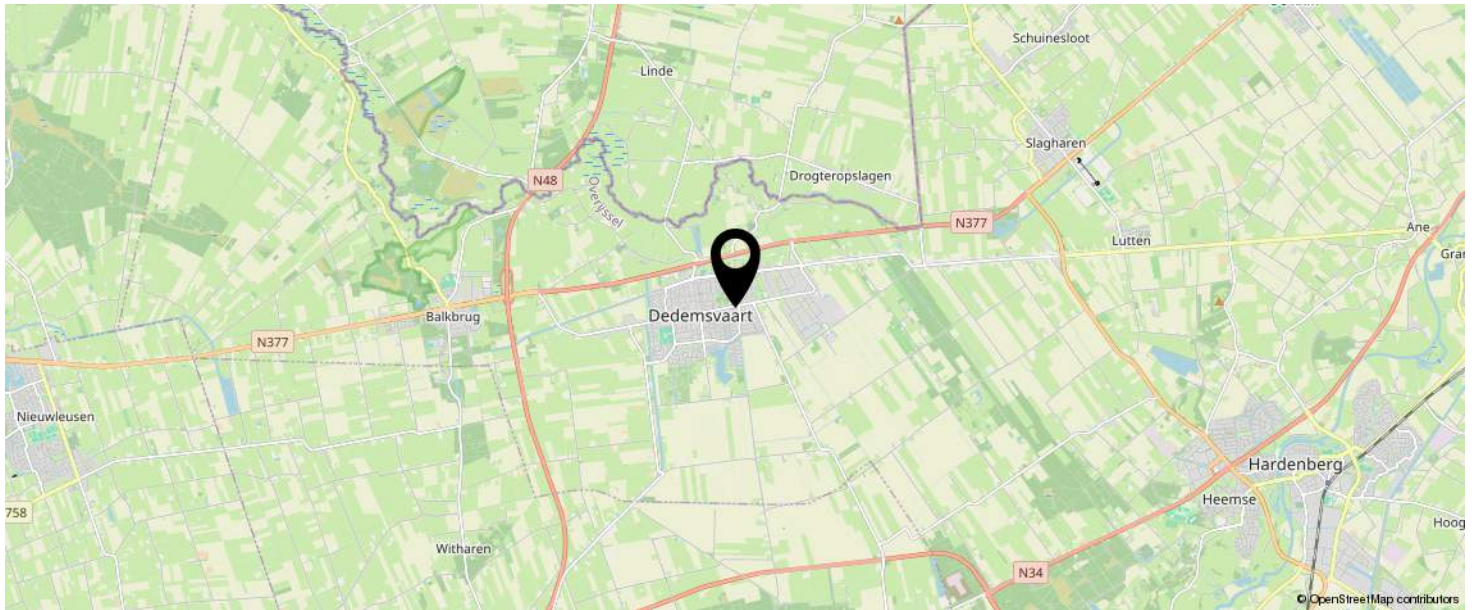 Schuinesloot
Linde
Slagharen
Drogteropslagen
N48
Overijssel
N377
Ane
Lutten
Gran
Dedemsvaart
Balkbrug
N377
Nieuwleusen
Hardenberg
Heemse
758
Hoog
Witharen
N34
© OpenStreetMap contributors